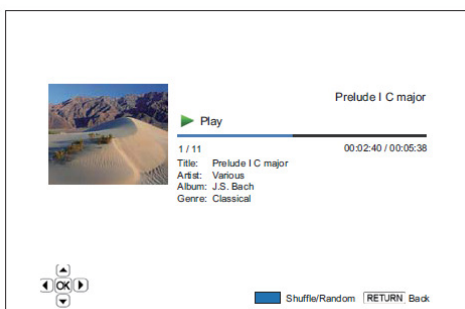 Prelude I C major
Play
1 / 11 00:02:40 / 00:05:38
Title: Prelude I C major
Artist: Various
Album: J.S. Bach
Genre: Classical
OK
Shuffle/Random RETURN Back